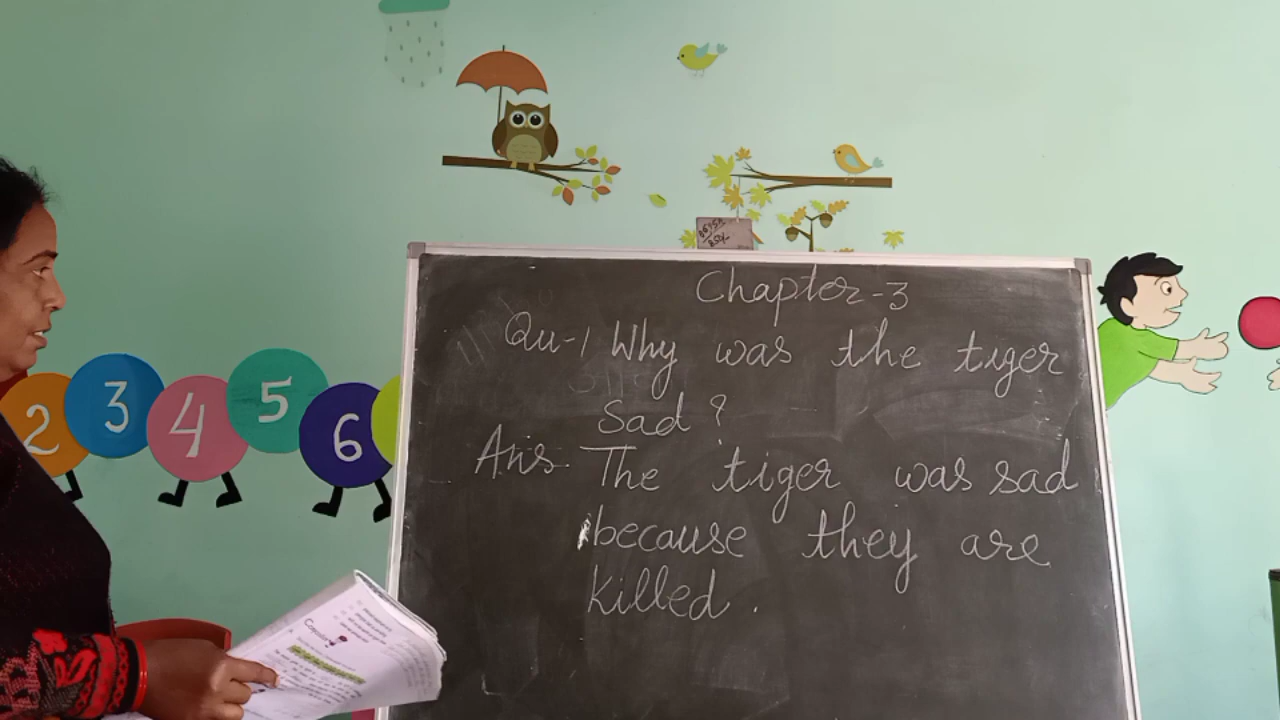 Chapter-3
Qu-1 Why was the tiger
Sad ?
Ans. The tiger was sad
because they are
killed .
2 3 4 5 6